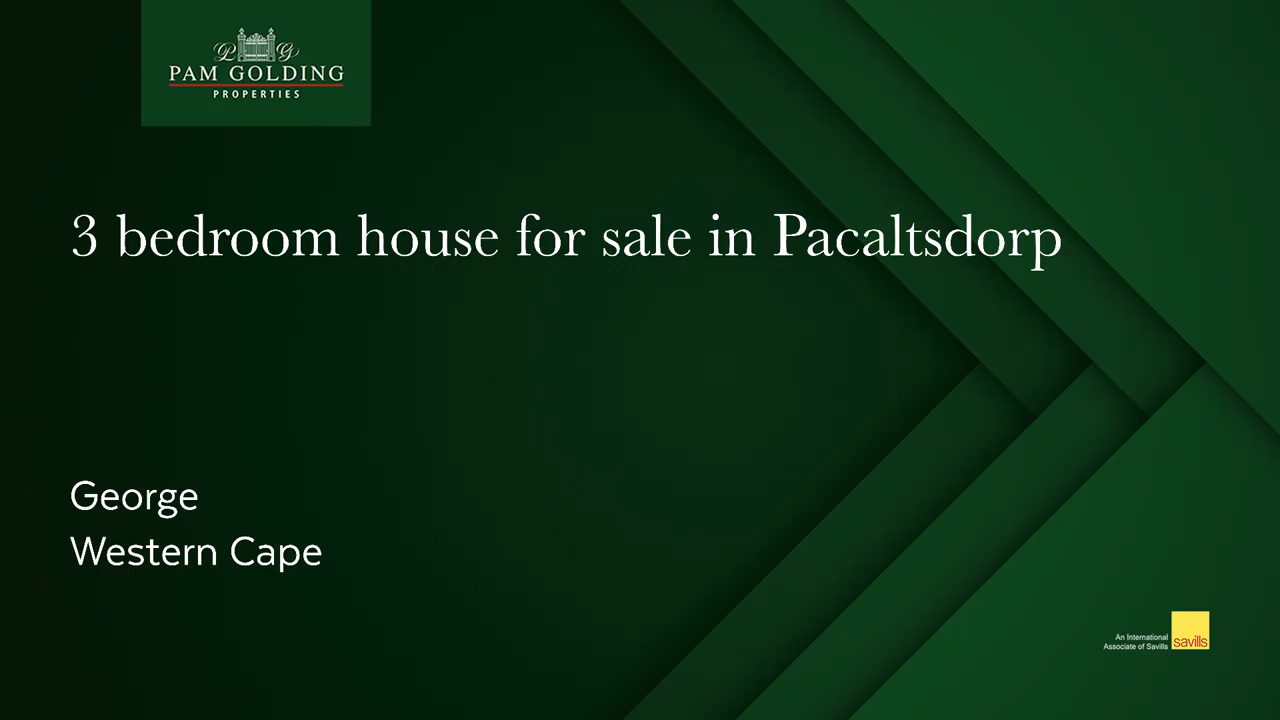 P G
PAM GOLDING
PROPERTIES
3 bedroom house for sale in Pacaltsdorp
George
Western Cape
An International
Associate of Savills
savills